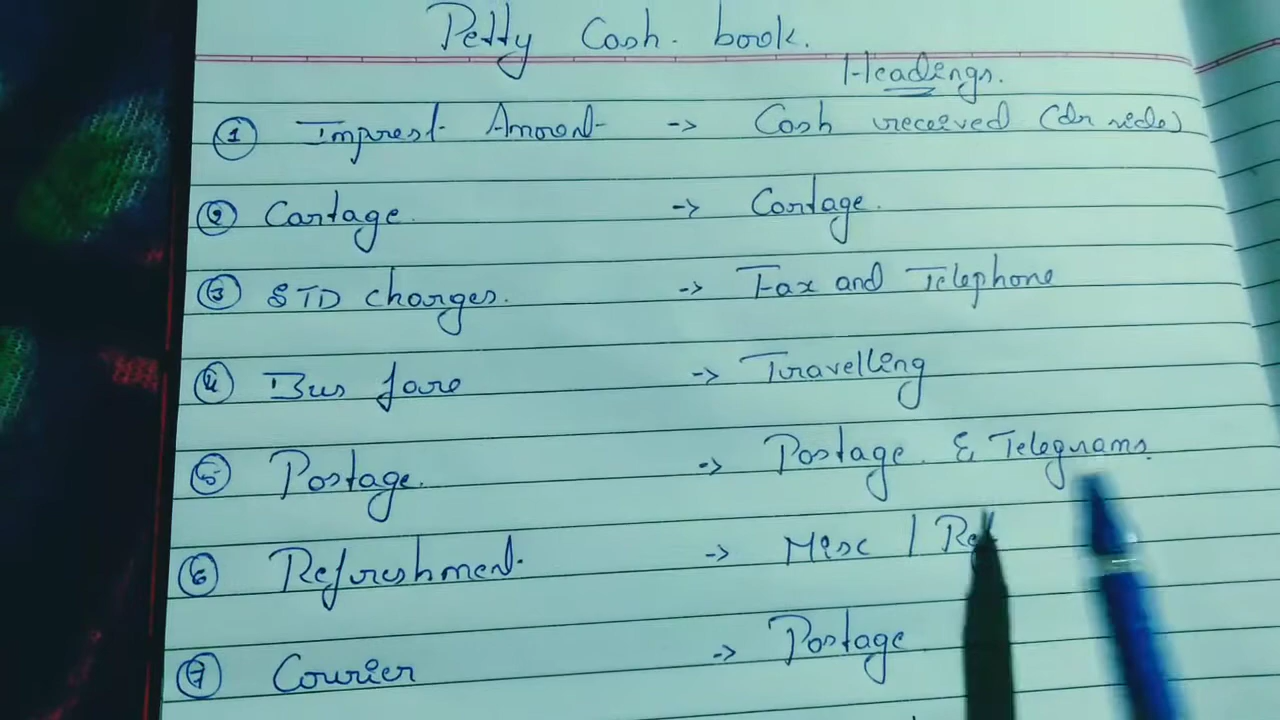 Petty Cash book.
Headings.
① Imprest Amount -> Cash received (dr side)
② Cartage. -> Cartage.
③ STD charges. -> Fax and Telephone
④ Bus fare -> Travelling
⑤ Postage. -> Postage & Telegrams.
⑥ Refreshment. -> Misc /
⑦ Courier -> Postage